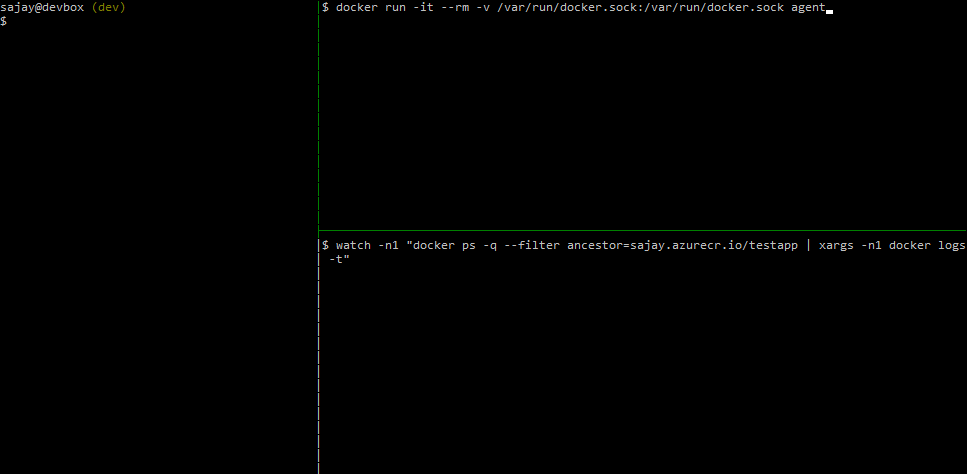 sajay@devbox (dev)
$
$ docker run -it --rm -v /var/run/docker.sock:/var/run/docker.sock agent
$ watch -n1 "docker ps -q --filter ancestor=sajay.azurecr.io/testapp | xargs -n1 docker logs
-t"